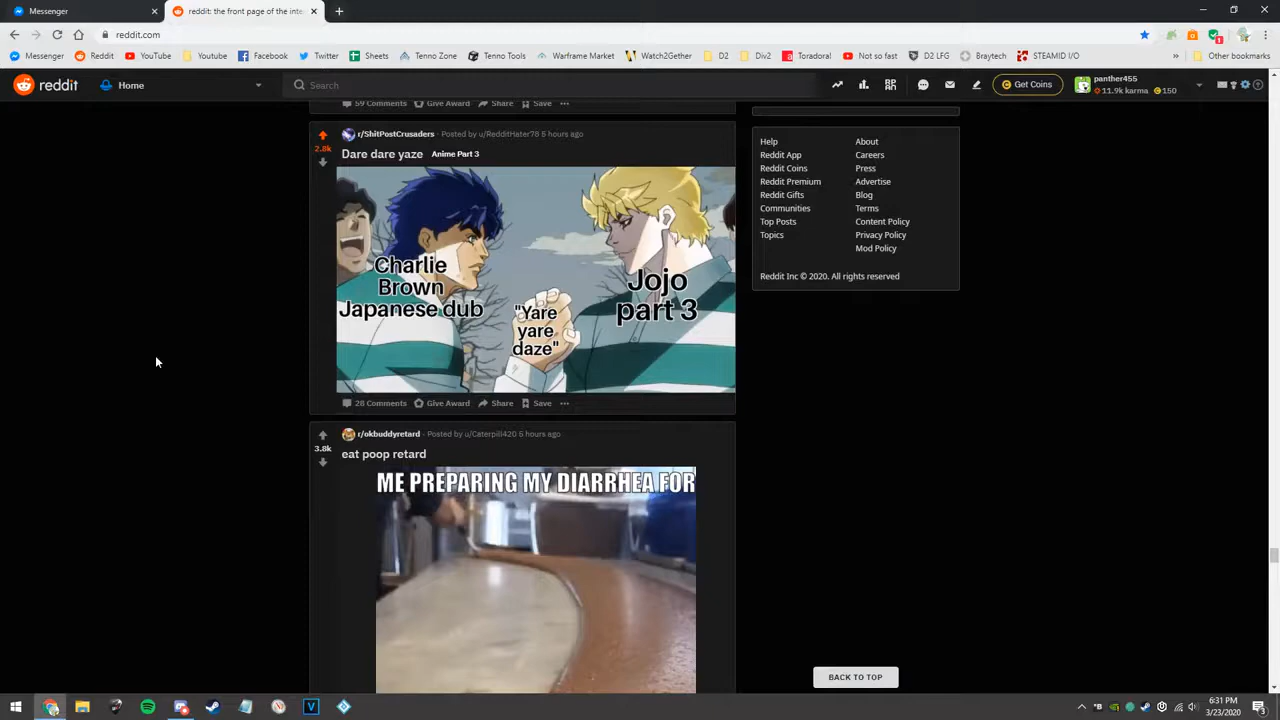 Messenger
reddit: the front page of the inte
reddit.com
Messenger
Reddit
YouTube
Youtube
Facebook
Twitter
Sheets
Tenno Zone
Tenno Tools
Warframe Market
Watch2Gether
D2
Div2
Toradoral
Not so fast
D2 LFG
Braytech
STEAMID I/O
»
Other bookmarks
reddit
Home
Search
Get Coins
panther455
11.9k karma
150
59 Comments
Give Award
Share
Save
r/ShitPostCrusaders
Posted by u/RedditHater78 5 hours ago
2.8k
Dare dare yaze
Anime Part 3
Charlie
Brown
Japanese dub
"Yare
yare
daze"
Jojo
part 3
28 Comments
Give Award
Share
Save
r/okbuddyretard
Posted by u/Caterpill420 5 hours ago
3.8k
eat poop retard
ME PREPARING MY DIARRHEA FOR
Help
Reddit App
Reddit Coins
Reddit Premium
Reddit Gifts
Communities
Top Posts
Topics
About
Careers
Press
Advertise
Blog
Terms
Content Policy
Privacy Policy
Mod Policy
Reddit Inc © 2020. All rights reserved
BACK TO TOP
6:31 PM
3/23/2020